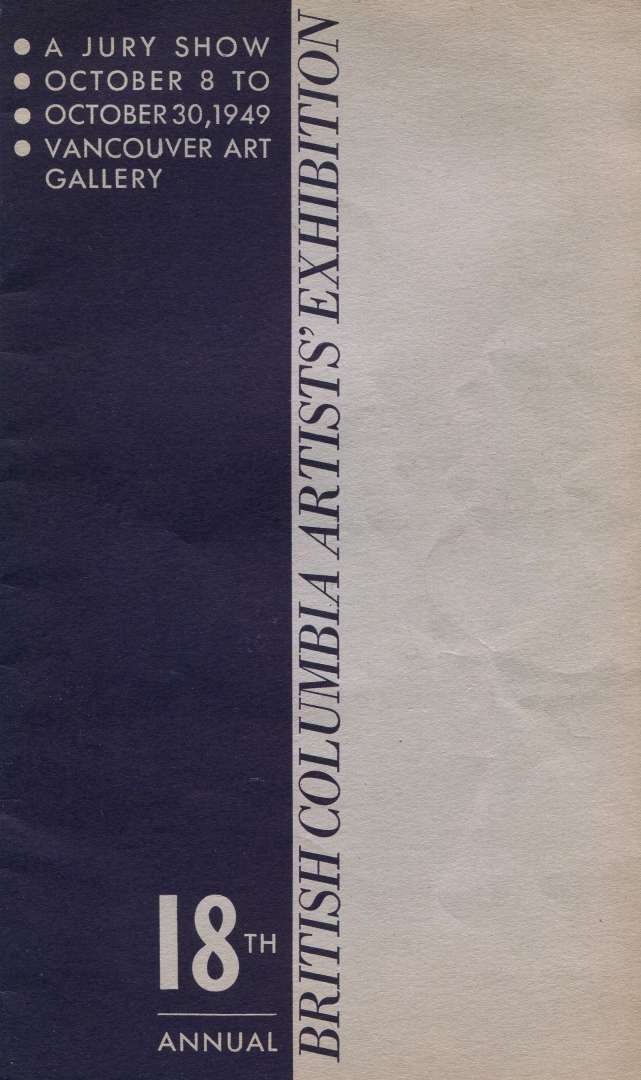 ● A JURY SHOW
● OCTOBER 8 TO
● OCTOBER 30, 1949
● VANCOUVER ART
GALLERY
BRITISH COLUMBIA ARTISTS' EXHIBITION
18TH
ANNUAL